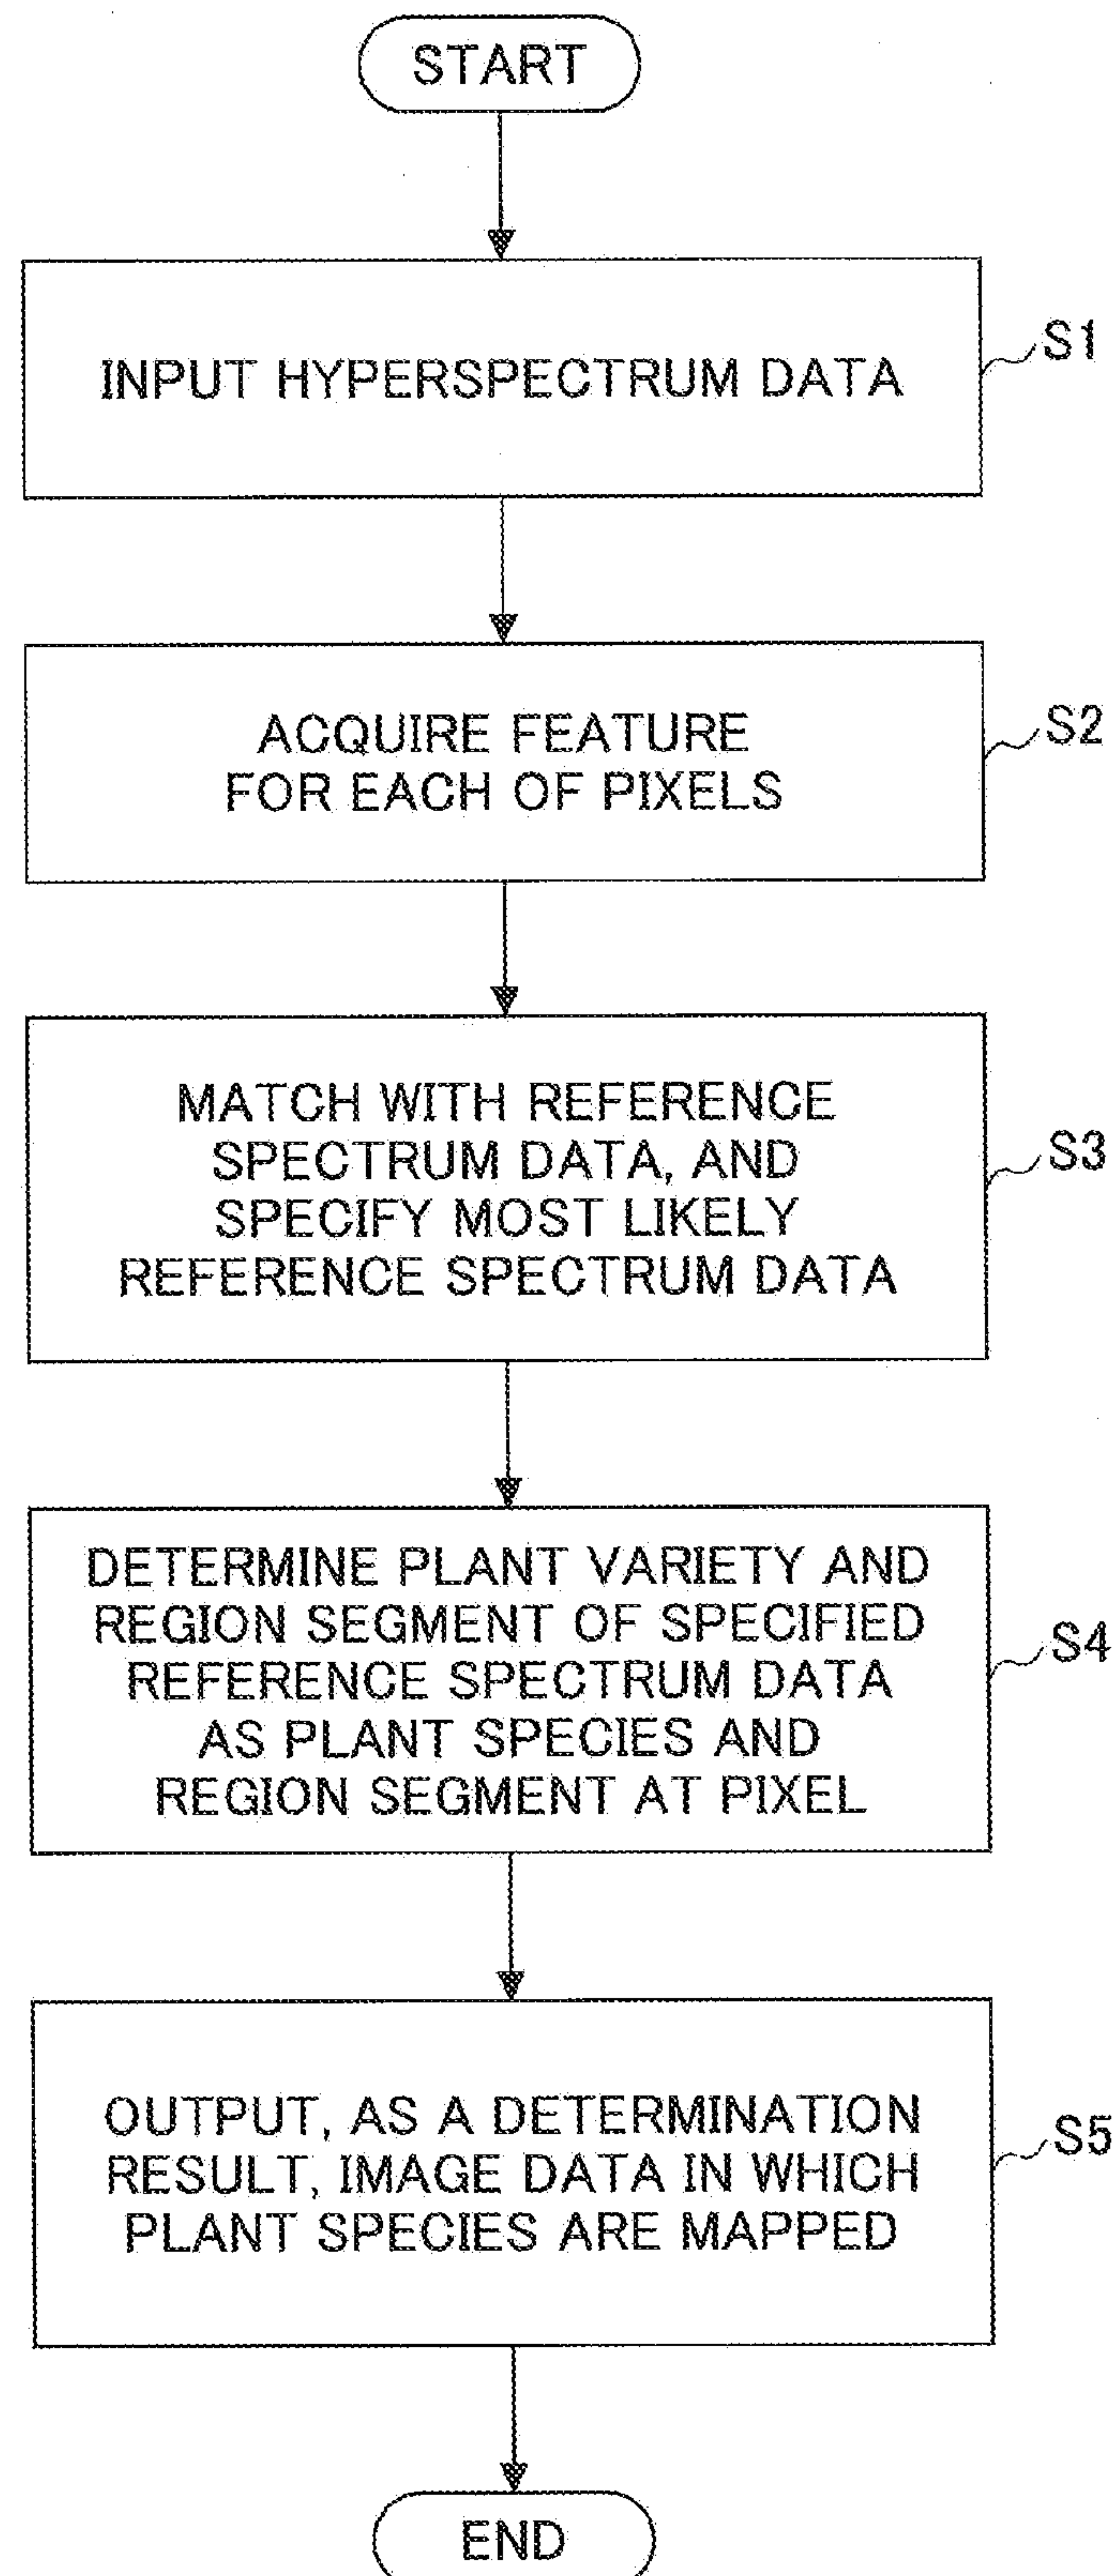 START
INPUT HYPERSPECTRUM DATA
S1
ACQUIRE FEATURE
FOR EACH OF PIXELS
S2
MATCH WITH REFERENCE
SPECTRUM DATA, AND
SPECIFY MOST LIKELY
REFERENCE SPECTRUM DATA
S3
DETERMINE PLANT VARIETY AND
REGION SEGMENT OF SPECIFIED
REFERENCE SPECTRUM DATA
AS PLANT SPECIES AND
REGION SEGMENT AT PIXEL
S4
OUTPUT, AS A DETERMINATION
RESULT, IMAGE DATA IN WHICH
PLANT SPECIES ARE MAPPED
S5
END